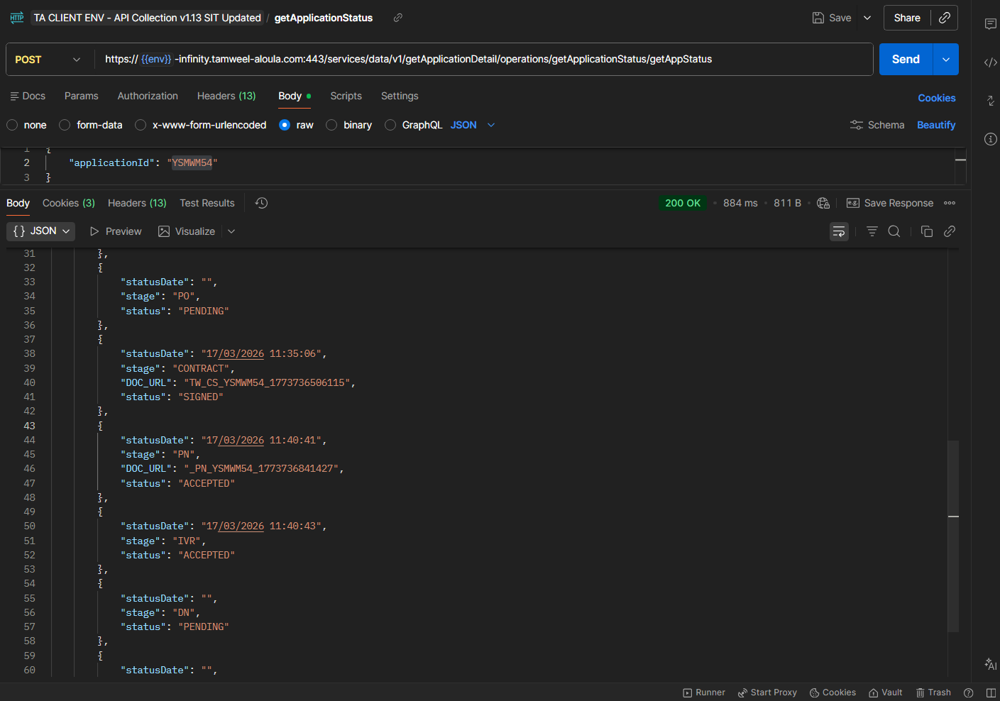 HTTP TA CLIENT ENV - API Collection v1.13 SIT Updated / getApplicationStatus Save Share
POST https:// {{env}} -infinity.tamweel-aloula.com:443/services/data/v1/getApplicationDetail/operations/getApplicationStatus/getAppStatus Send
Docs Params Authorization Headers (13) Body Scripts Settings Cookies
none form-data x-www-form-urlencoded raw binary GraphQL JSON Schema Beautify
1 {
2 "applicationId": "YSMWM54"
3 }
Body Cookies (3) Headers (13) Test Results 200 OK 884 ms 811 B e.g. Save Response
{} JSON Preview Visualize
31 },
32 {
33 "statusDate": "",
34 "stage": "PO",
35 "status": "PENDING"
36 },
37 {
38 "statusDate": "17/03/2026 11:35:06",
39 "stage": "CONTRACT",
40 "DOC_URL": "TW_CS_YSMWM54_1773736506115",
41 "status": "SIGNED"
42 },
43 {
44 "statusDate": "17/03/2026 11:40:41",
45 "stage": "PN",
46 "DOC_URL": "_PN_YSMWM54_1773736841427",
47 "status": "ACCEPTED"
48 },
49 {
50 "statusDate": "17/03/2026 11:40:43",
51 "stage": "IVR",
52 "status": "ACCEPTED"
53 },
54 {
55 "statusDate": "",
56 "stage": "DN",
57 "status": "PENDING"
58 },
59 {
60 "statusDate": "",
AI
Runner Start Proxy Cookies Vault Trash